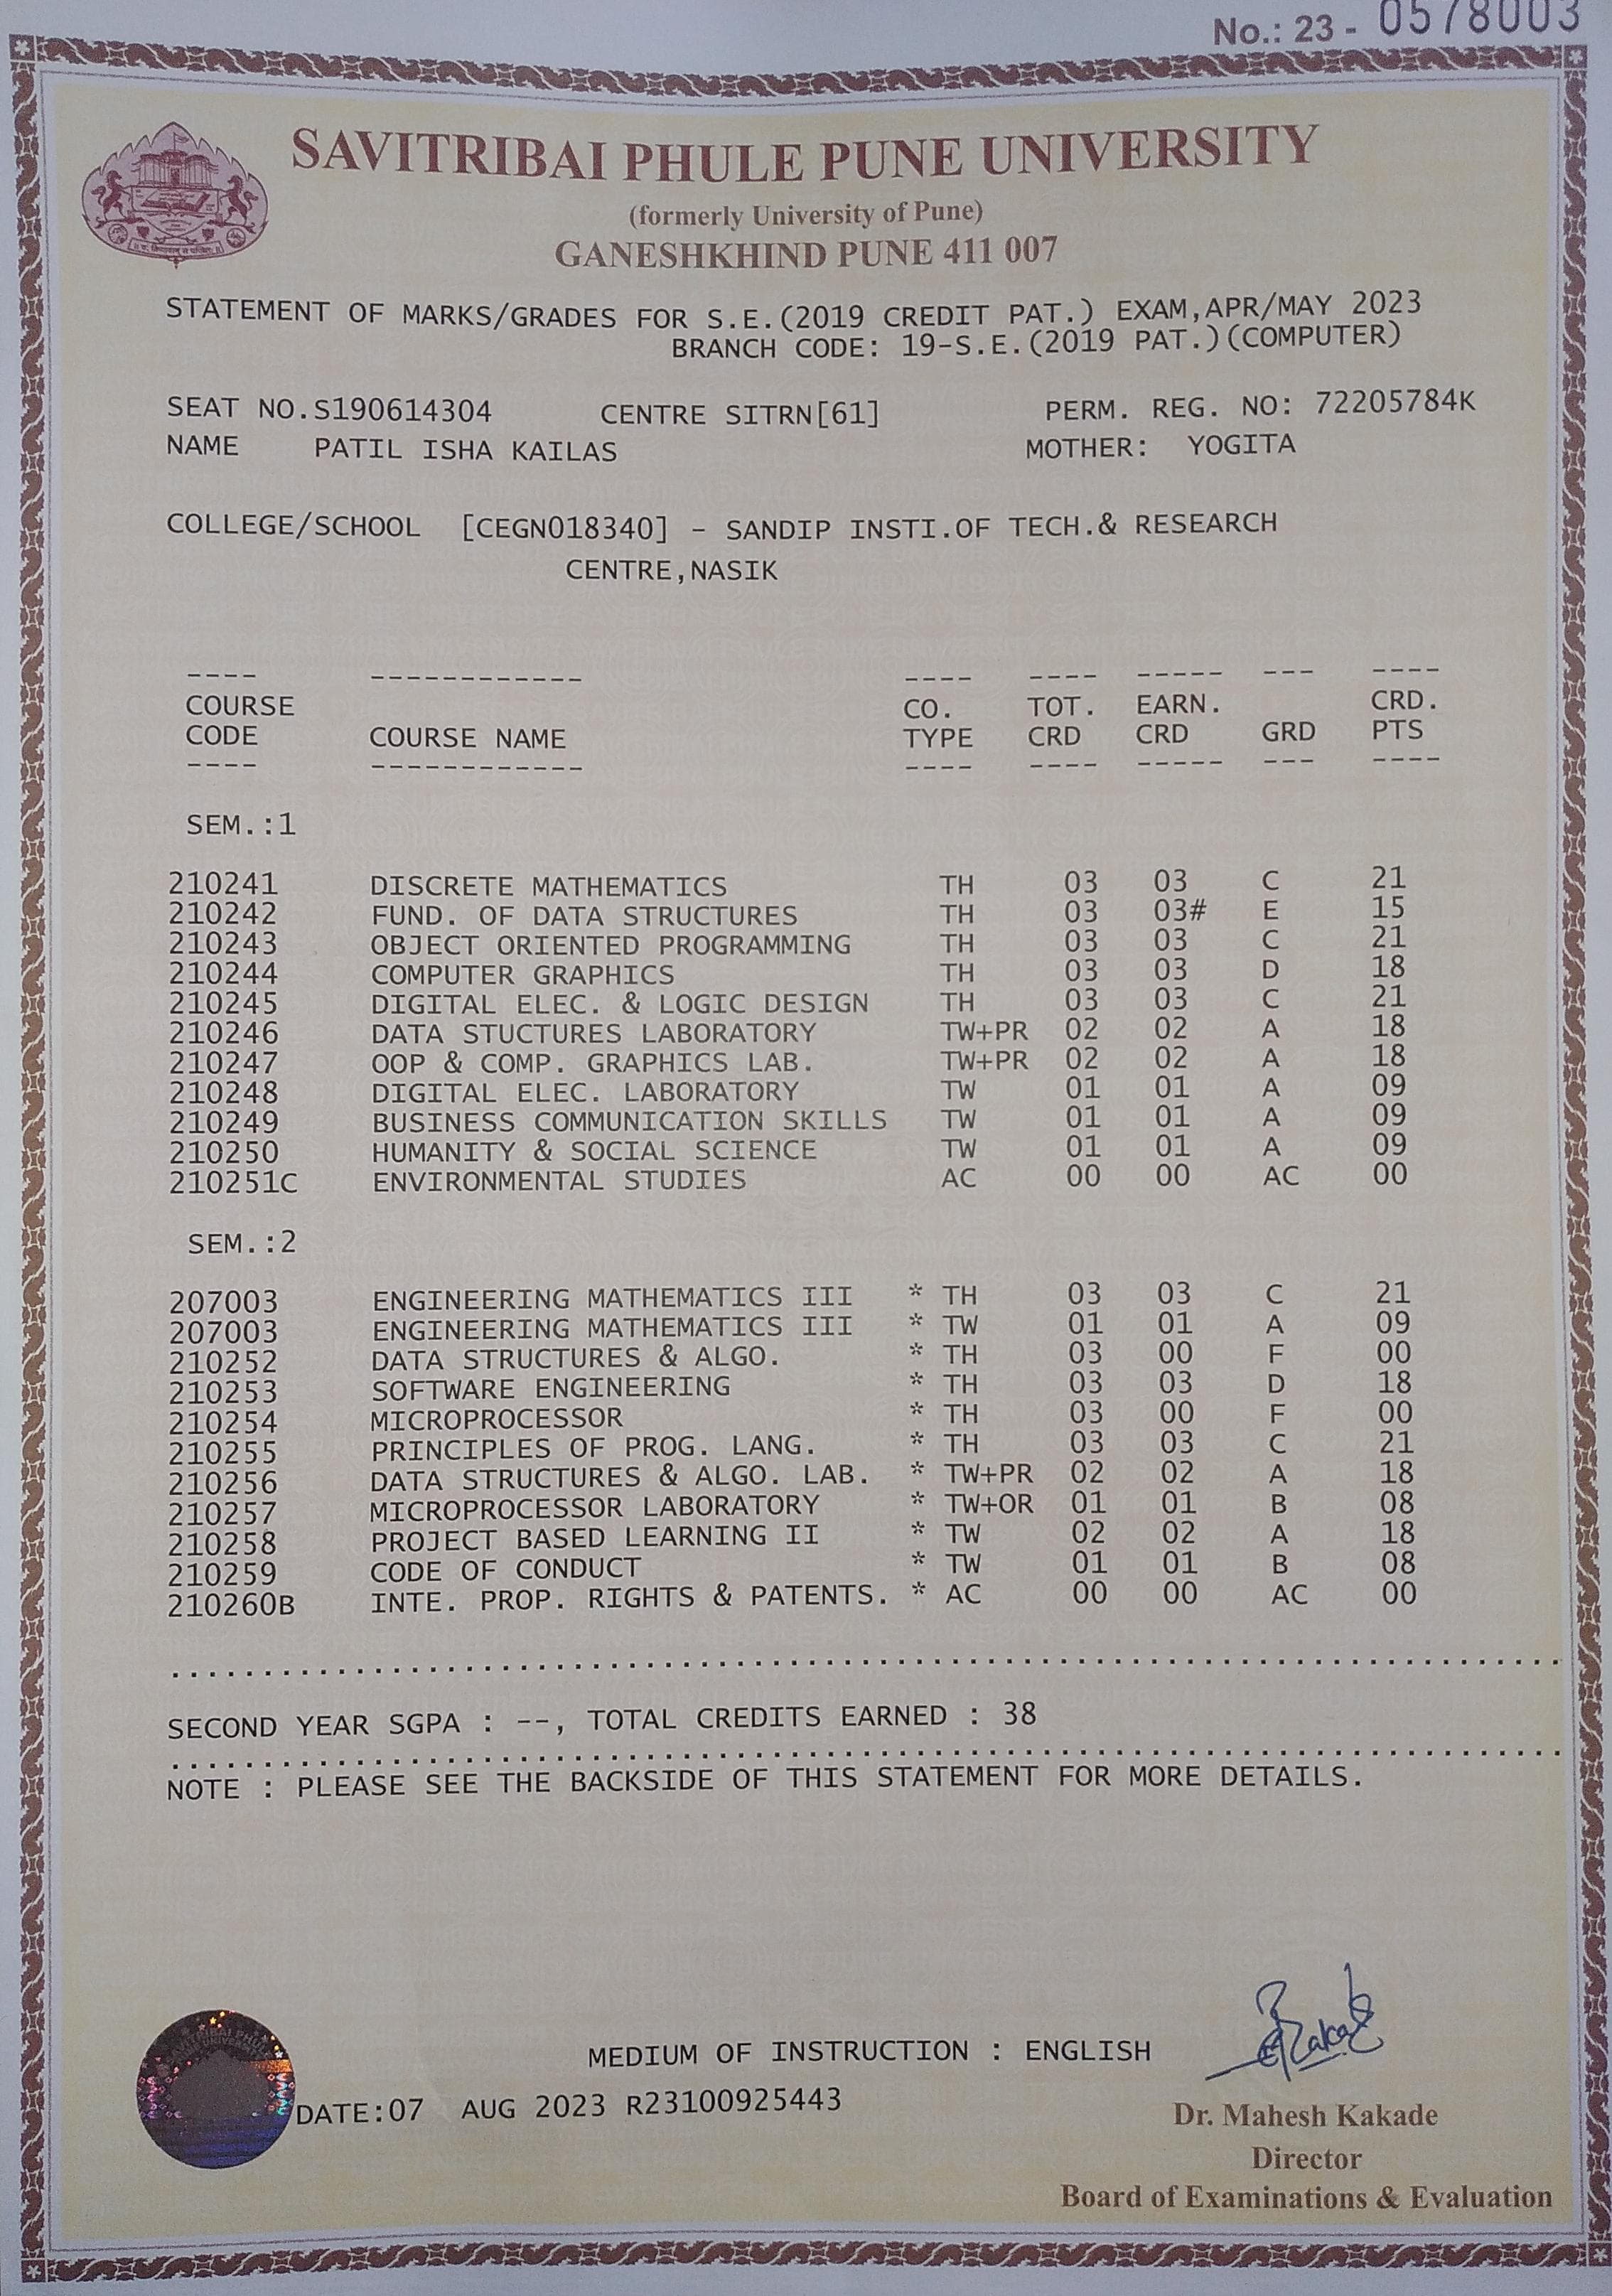 No.: 23 - 0578003
SAVITRIBAI PHULE PUNE UNIVERSITY
(formerly University of Pune)
GANESHKHIND PUNE 411 007
STATEMENT OF MARKS/GRADES FOR S.E.(2019 CREDIT PAT.) EXAM,APR/MAY 2023
BRANCH CODE: 19-S.E.(2019 PAT.)(COMPUTER)
SEAT NO.S190614304 CENTRE SITRN[61] PERM. REG. NO: 72205784K
NAME PATIL ISHA KAILAS MOTHER: YOGITA
COLLEGE/SCHOOL [CEGN018340] - SANDIP INSTI.OF TECH.& RESEARCH
CENTRE,NASIK
---- ------------ ---- ---- ----- --- ----
COURSE CO. TOT. EARN. CRD.
CODE COURSE NAME TYPE CRD CRD GRD PTS
---- ------------ ---- ---- ----- --- ----
SEM.:1
210241 DISCRETE MATHEMATICS TH 03 03 C 21
210242 FUND. OF DATA STRUCTURES TH 03 03# E 15
210243 OBJECT ORIENTED PROGRAMMING TH 03 03 C 21
210244 COMPUTER GRAPHICS TH 03 03 D 18
210245 DIGITAL ELEC. & LOGIC DESIGN TH 03 03 C 21
210246 DATA STUCTURES LABORATORY TW+PR 02 02 A 18
210247 OOP & COMP. GRAPHICS LAB. TW+PR 02 02 A 18
210248 DIGITAL ELEC. LABORATORY TW 01 01 A 09
210249 BUSINESS COMMUNICATION SKILLS TW 01 01 A 09
210250 HUMANITY & SOCIAL SCIENCE TW 01 01 A 09
210251C ENVIRONMENTAL STUDIES AC 00 00 AC 00
SEM.:2
207003 ENGINEERING MATHEMATICS III * TH 03 03 C 21
207003 ENGINEERING MATHEMATICS III * TW 01 01 A 09
210252 DATA STRUCTURES & ALGO. * TH 03 00 F 00
210253 SOFTWARE ENGINEERING * TH 03 03 D 18
210254 MICROPROCESSOR * TH 03 00 F 00
210255 PRINCIPLES OF PROG. LANG. * TH 03 03 C 21
210256 DATA STRUCTURES & ALGO. LAB. * TW+PR 02 02 A 18
210257 MICROPROCESSOR LABORATORY * TW+OR 01 01 B 08
210258 PROJECT BASED LEARNING II * TW 02 02 A 18
210259 CODE OF CONDUCT * TW 01 01 B 08
210260B INTE. PROP. RIGHTS & PATENTS. * AC 00 00 AC 00
SECOND YEAR SGPA : --, TOTAL CREDITS EARNED : 38
NOTE : PLEASE SEE THE BACKSIDE OF THIS STATEMENT FOR MORE DETAILS.
MEDIUM OF INSTRUCTION : ENGLISH
DATE:07 AUG 2023 R23100925443
Dr. Mahesh Kakade
Director
Board of Examinations & Evaluation